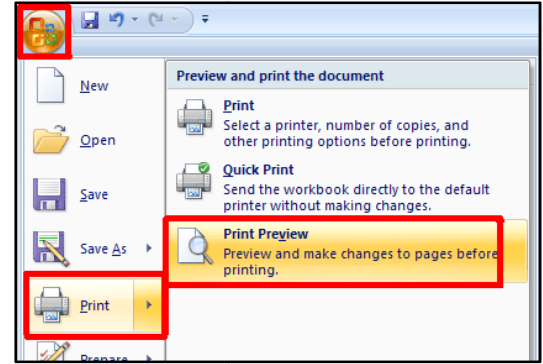 New
Open
Save
Save As
Print
Prepare
Preview and print the document
Print
Select a printer, number of copies, and
other printing options before printing.
Quick Print
Send the workbook directly to the default
printer without making changes.
Print Preview
Preview and make changes to pages before
printing.